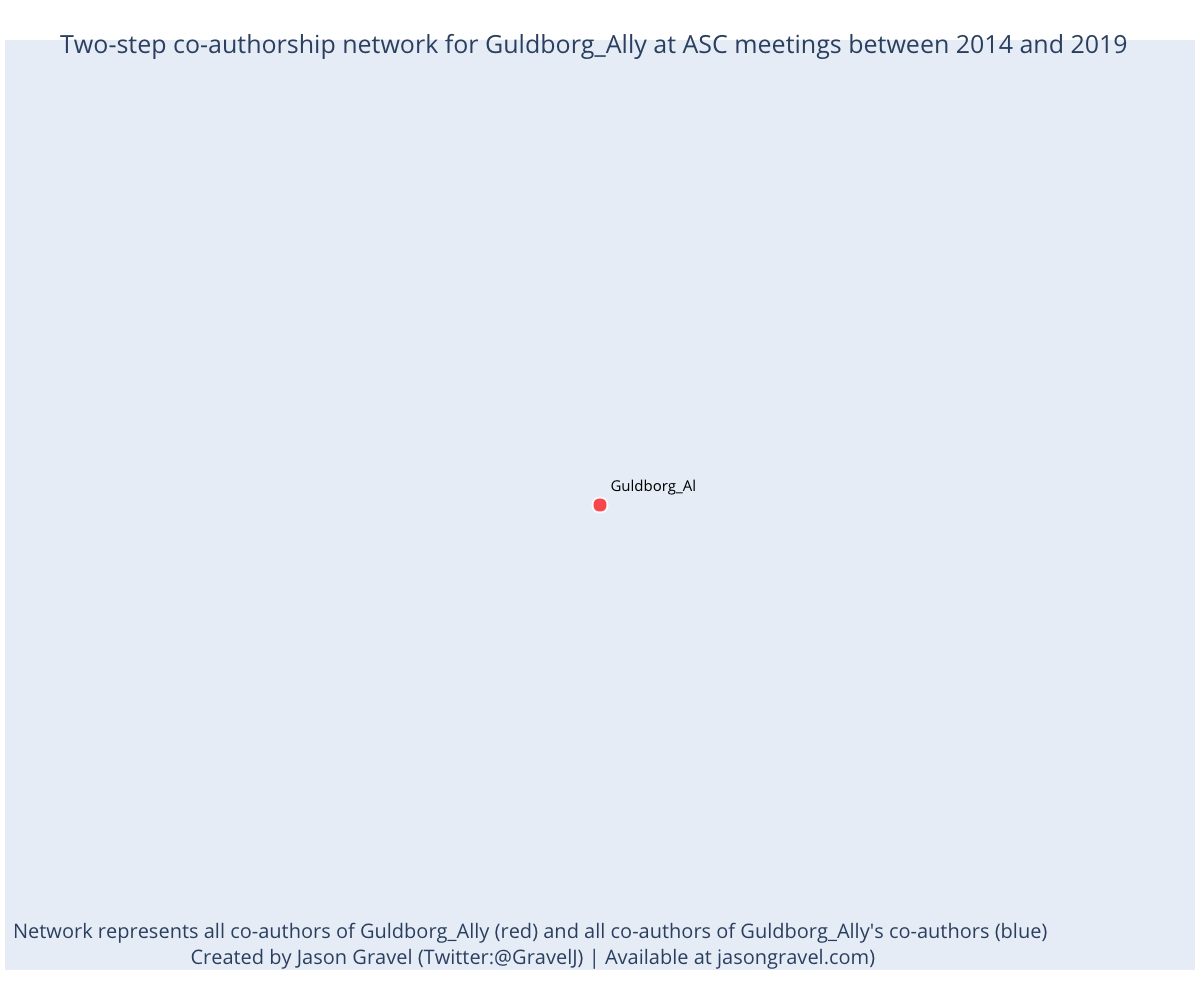 Two-step co-authorship network for Guldborg_Ally at ASC meetings between 2014 and 2019
Guldborg_Al
Network represents all co-authors of Guldborg_Ally (red) and all co-authors of Guldborg_Ally's co-authors (blue)
Created by Jason Gravel (Twitter:@GravelJ) | Available at jasongravel.com)